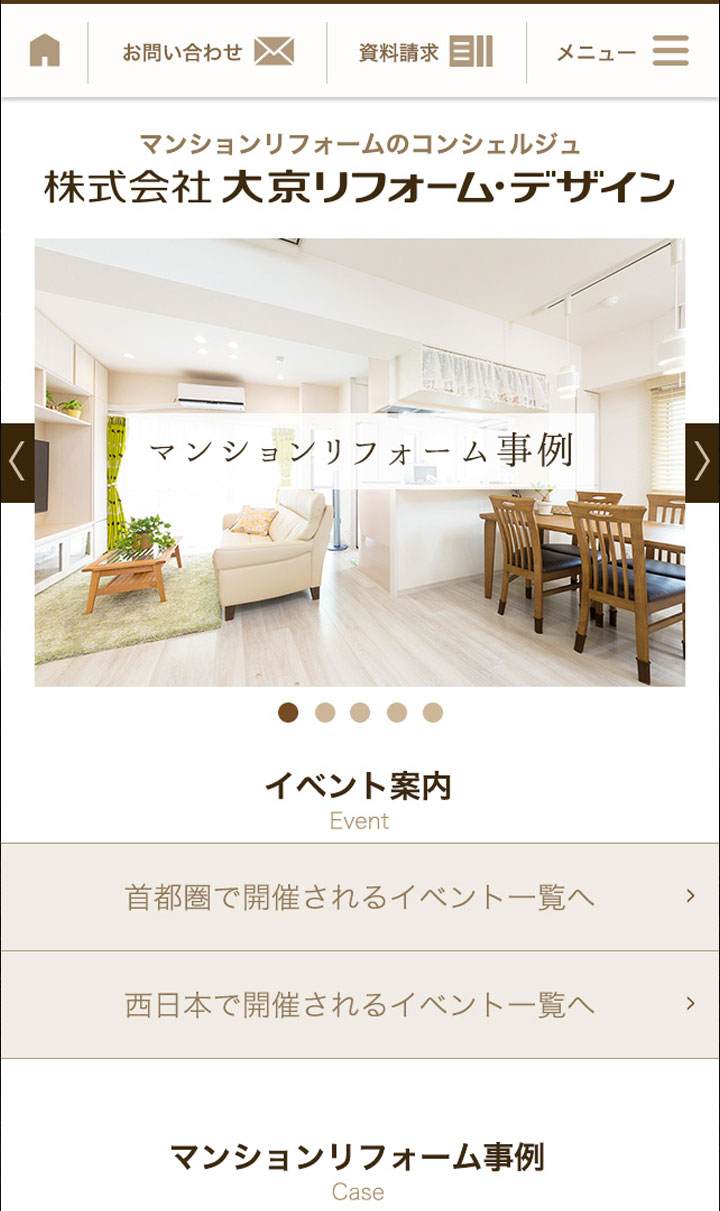 お問い合わせ
資料請求
メニュー
マンションリフォームのコンシェルジュ
株式会社 大京リフォーム・デザイン
マンションリフォーム事例
イベント案内
Event
首都圏で開催されるイベント一覧へ
西日本で開催されるイベント一覧へ
マンションリフォーム事例
Case